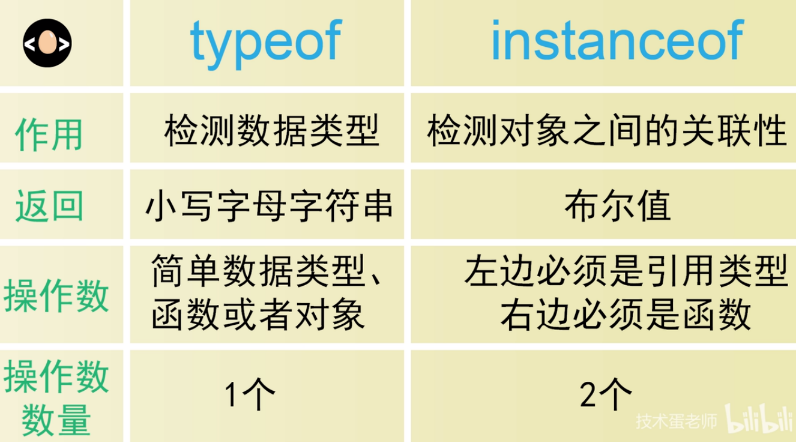 typeof
instanceof
作用
检测数据类型
检测对象之间的关联性
返回
小写字母字符串
布尔值
操作数
简单数据类型、
函数或者对象
左边必须是引用类型
右边必须是函数
操作数
数量
1个
2个
技术蛋老师
bilibili